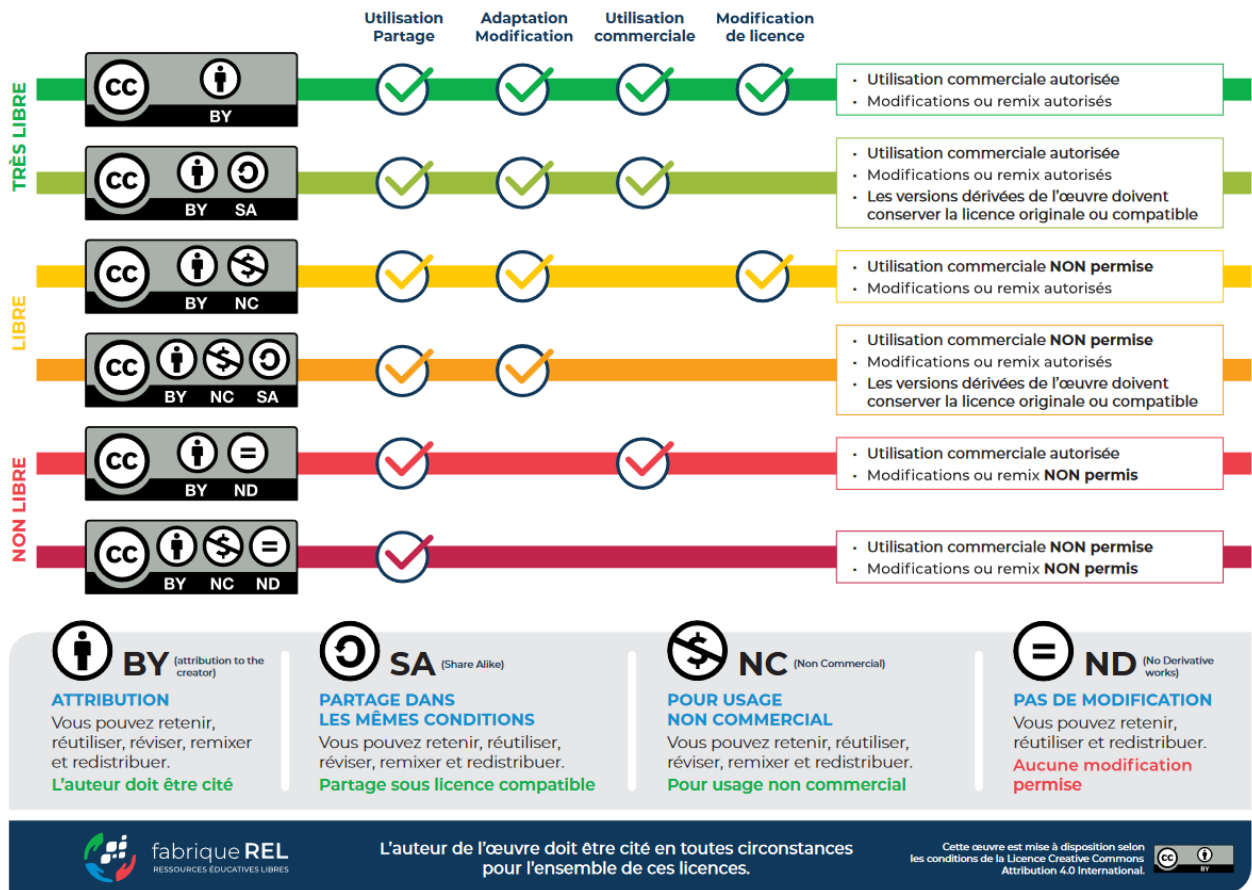 Utilisation
Partage
Adaptation
Modification
Utilisation
commerciale
Modification
de licence
TRÈS LIBRE
cc
BY
· Utilisation commerciale autorisée
· Modifications ou remix autorisés
cc
BY SA
· Utilisation commerciale autorisée
· Modifications ou remix autorisés
· Les versions dérivées de l'œuvre doivent
conserver la licence originale ou compatible
LIBRE
cc
BY NC
· Utilisation commerciale NON permise
· Modifications ou remix autorisés
cc
BY NC SA
· Utilisation commerciale NON permise
· Modifications ou remix autorisés
· Les versions dérivées de l'œuvre doivent
conserver la licence originale ou compatible
NON LIBRE
cc
BY ND
· Utilisation commerciale autorisée
· Modifications ou remix NON permis
cc
BY NC ND
· Utilisation commerciale NON permise
· Modifications ou remix NON permis
BY (attribution to the
creator)
ATTRIBUTION
Vous pouvez retenir,
réutiliser, réviser, remixer
et redistribuer.
L'auteur doit être cité
SA (Share Alike)
PARTAGE DANS
LES MÊMES CONDITIONS
Vous pouvez retenir, réutiliser,
réviser, remixer et redistribuer.
Partage sous licence compatible
NC (Non Commercial)
POUR USAGE
NON COMMERCIAL
Vous pouvez retenir, réutiliser,
réviser, remixer et redistribuer.
Pour usage non commercial
ND (No Derivative
works)
PAS DE MODIFICATION
Vous pouvez retenir,
réutiliser et redistribuer.
Aucune modification
permise
fabrique REL
RESSOURCES ÉDUCATIVES LIBRES
L'auteur de l'œuvre doit être cité en toutes circonstances
pour l'ensemble de ces licences.
Cette œuvre est mise à disposition selon
les conditions de la Licence Creative Commons
Attribution 4.0 International.
cc
BY